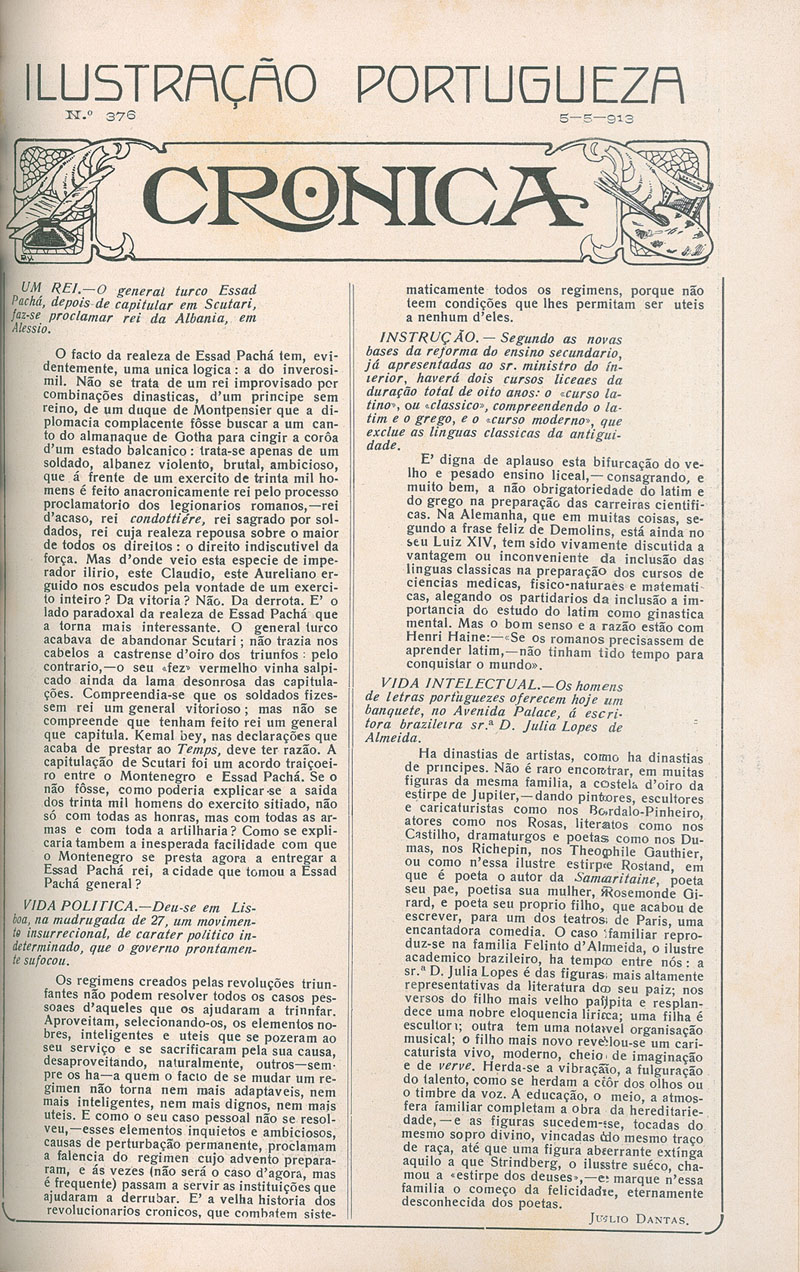 ILUSTRAÇÃO PORTUGUEZA
N.º 376
5—5—913
CRONICA
UM REI.—O general turco Essad
Pachá, depois de capitular em Scutari,
faz-se proclamar rei da Albania, em
Alessio.
O facto da realeza de Essad Pachá tem, evi-
dentemente, uma unica logica: a do inverosi-
mil. Não se trata de um rei improvisado por
combinações dinasticas, d'um principe sem
reino, de um duque de Montpensier que a di-
plomacia complacente fôsse buscar a um can-
to do almanaque de Gotha para cingir a corôa
d'um estado balcanico: trata-se apenas de um
soldado, albanez violento, brutal, ambicioso,
que á frente de um exercito de trinta mil ho-
mens é feito anacronicamente rei pelo processo
proclamatorio dos legionarios romanos,—rei
d'acaso, rei condottiére, rei sagrado por sol-
dados, rei cuja realeza repousa sobre o maior
de todos os direitos: o direito indiscutivel da
força. Mas d'onde veio esta especie de impe-
rador ilirio, este Claudio, este Aureliano er-
guido nos escudos pela vontade de um exerci-
to inteiro? Da vitoria? Não. Da derrota. E' o
lado paradoxal da realeza de Essad Pachá que
a torna mais interessante. O general turco
acabava de abandonar Scutari; não trazia nos
cabelos a castrense d'oiro dos triunfos: pelo
contrario,—o seu «fez» vermelho vinha salpi-
cado ainda da lama desonrosa das capitula-
ções. Compreendia-se que os soldados fizes-
sem rei um general vitorioso; mas não se
compreende que tenham feito rei um general
que capitula. Kemal bey, nas declarações que
acaba de prestar ao Temps, deve ter razão. A
capitulação de Scutari foi um acordo traiçoei-
ro entre o Montenegro e Essad Pachá. Se o
não fôsse, como poderia explicar-se a saida
dos trinta mil homens do exercito sitiado, não
só com todas as honras, mas com todas as ar-
mas e com toda a artilharia? Como se expli-
caria tambem a inesperada facilidade com que
o Montenegro se presta agora a entregar a
Essad Pachá rei, a cidade que tomou a Essad
Pachá general?
VIDA POLITICA.—Deu-se em Lis-
boa, na madrugada de 27, um movimen-
to insurrecional, de carater politico in-
determinado, que o governo prontamen-
te sufocou.
Os regimens creados pelas revoluções triun-
fantes não podem resolver todos os casos pes-
soaes d'aqueles que os ajudaram a trinnfar.
Aproveitam, selecionando-os, os elementos no-
bres, inteligentes e uteis que se pozeram ao
seu serviço e se sacrificaram pela sua causa,
desaproveitando, naturalmente, outros—sem-
pre os ha—a quem o facto de se mudar um re-
gimen não torna nem mais adaptaveis, nem
mais inteligentes, nem mais dignos, nem mais
uteis. E como o seu caso pessoal não se resol-
veu,—esses elementos inquietos e ambiciosos,
causas de perturbação permanente, proclamam
a falencia do regimen cujo advento prepara-
ram, e ás vezes (não será o caso d'agora, mas
é frequente) passam a servir as instituições que
ajudaram a derrubar. E' a velha historia dos
revolucionarios cronicos, que combatem siste-
maticamente todos os regimens, porque não
teem condições que lhes permitam ser uteis
a nenhum d'eles.
INSTRUÇÃO.—Segundo as novas
bases da reforma do ensino secundario,
já apresentadas ao sr. ministro do in-
terior, haverá dois cursos liceaes da
duração total de oito anos: o «curso la-
tino», ou «classico», compreendendo o la-
tim e o grego, e o «curso moderno», que
exclue as linguas classicas da antigui-
dade.
E' digna de aplauso esta bifurcação do ve-
lho e pesado ensino liceal,—consagrando, e
muito bem, a não obrigatoriedade do latim e
do grego na preparação das carreiras cientifi-
cas. Na Alemanha, que em muitas coisas, se-
gundo a frase feliz de Demolins, está ainda no
seu Luiz XIV, tem sido vivamente discutida a
vantagem ou inconveniente da inclusão das
linguas classicas na preparação dos cursos de
ciencias medicas, fisico-naturaes e matemati-
cas, alegando os partidarios da inclusão a im-
portancia do estudo do latim como ginastica
mental. Mas o bom senso e a razão estão com
Henri Haine:—«Se os romanos precisassem de
aprender latim,—não tinham tido tempo para
conquistar o mundo».
VIDA INTELECTUAL.—Os homens
de letras portuguezes oferecem hoje um
banquete, no Avenida Palace, á escri-
tora brazileira sr.ª D. Julia Lopes de
Almeida.
Ha dinastias de artistas, como ha dinastias
de principes. Não é raro encontrar, em muitas
figuras da mesma familia, a costela d'oiro da
estirpe de Jupiter,—dando pintores, escultores
e caricaturistas como nos Bordalo-Pinheiro,
atores como nos Rosas, literatos como nos
Castilho, dramaturgos e poetas como nos Du-
mas, nos Richepin, nos Theophile Gauthier,
ou como n'essa ilustre estirpe Rostand, em
que é poeta o autor da Samaritaine, poeta
seu pae, poetisa sua mulher, Rosemonde Gi-
rard, e poeta seu proprio filho, que acabou de
escrever, para um dos teatros de Paris, uma
encantadora comedia. O caso familiar repro-
duz-se na familia Felinto d'Almeida, o ilustre
academico brazileiro, ha tempo entre nós: a
sr.ª D. Julia Lopes é das figuras mais altamente
representativas da literatura do seu paiz; nos
versos do filho mais velho palpita e resplan-
dece uma nobre eloquencia lirica; uma filha é
escultora; outra tem uma notavel organisação
musical; o filho mais novo revelou-se um cari-
caturista vivo, moderno, cheio de imaginação
e de verve. Herda-se a vibração, a fulguração
do talento, como se herdam a côr dos olhos ou
o timbre da voz. A educação, o meio, a atmos-
fera familiar completam a obra da hereditarie-
dade,—e as figuras sucedem-se, tocadas do
mesmo sopro divino, vincadas do mesmo traço
de raça, até que uma figura aberrante extinga
aquilo a que Strindberg, o ilustre suéco, cha-
mou a «estirpe dos deuses»,—e marque n'essa
familia o começo da felicidade, eternamente
desconhecida dos poetas.
JULIO DANTAS.